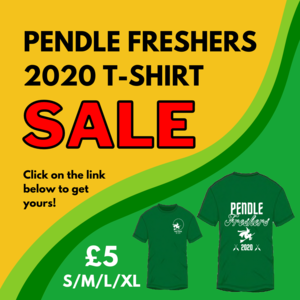 PENDLE FRESHERS
2020 T-SHIRT
SALE
Click on the link
below to get
yours!
£5
S/M/L/XL
PENDLE
Freshers
2020